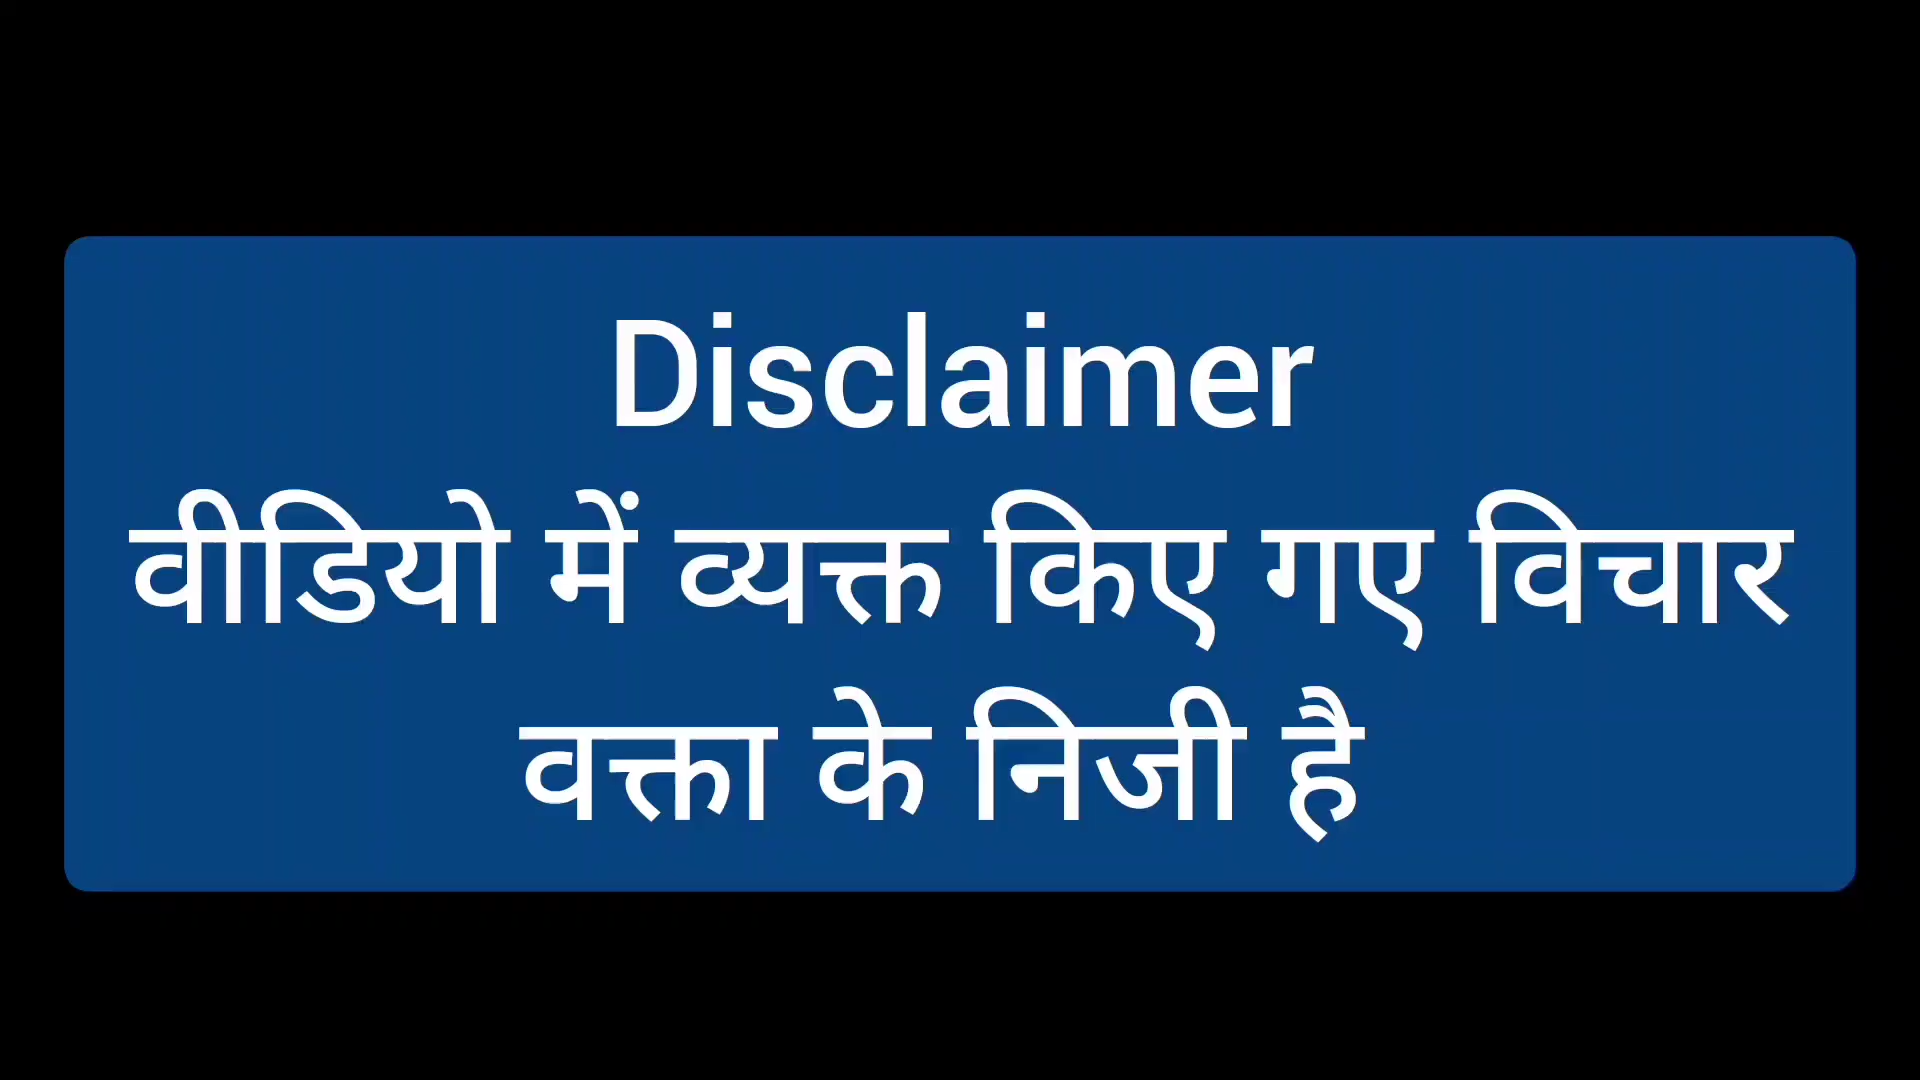 Disclaimer
वीडियो में व्यक्त किए गए विचार
वक्ता के निजी है